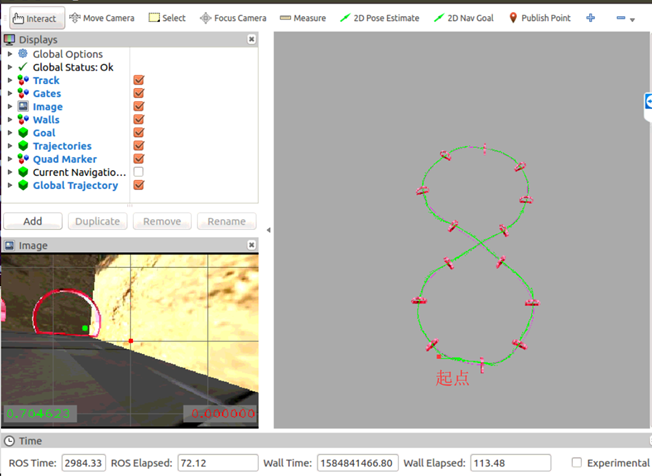 Interact Move Camera Select Focus Camera Measure 2D Pose Estimate 2D Nav Goal Publish Point
Displays
Global Options
Global Status: Ok
Track
Gates
Image
Walls
Goal
Trajectories
Quad Marker
Current Navigatio...
Global Trajectory
Add Duplicate Remove Rename
Image
0.704623 0.000000
起点
Time
ROS Time: 2984.33 ROS Elapsed: 72.12 Wall Time: 1584841466.80 Wall Elapsed: 113.48 Experimental